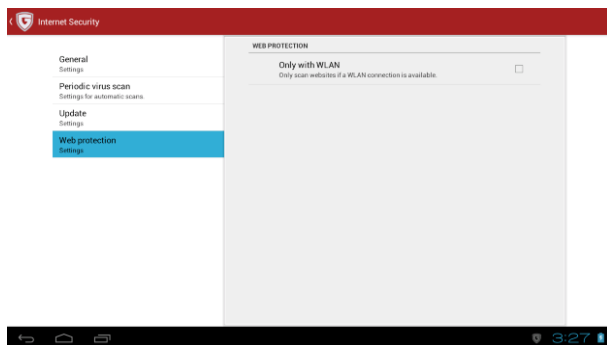 Internet Security
General
Settings
Periodic virus scan
Settings for automatic scans.
Update
Settings
Web protection
Settings
WEB PROTECTION
Only with WLAN
Only scan websites if a WLAN connection is available.
3:27